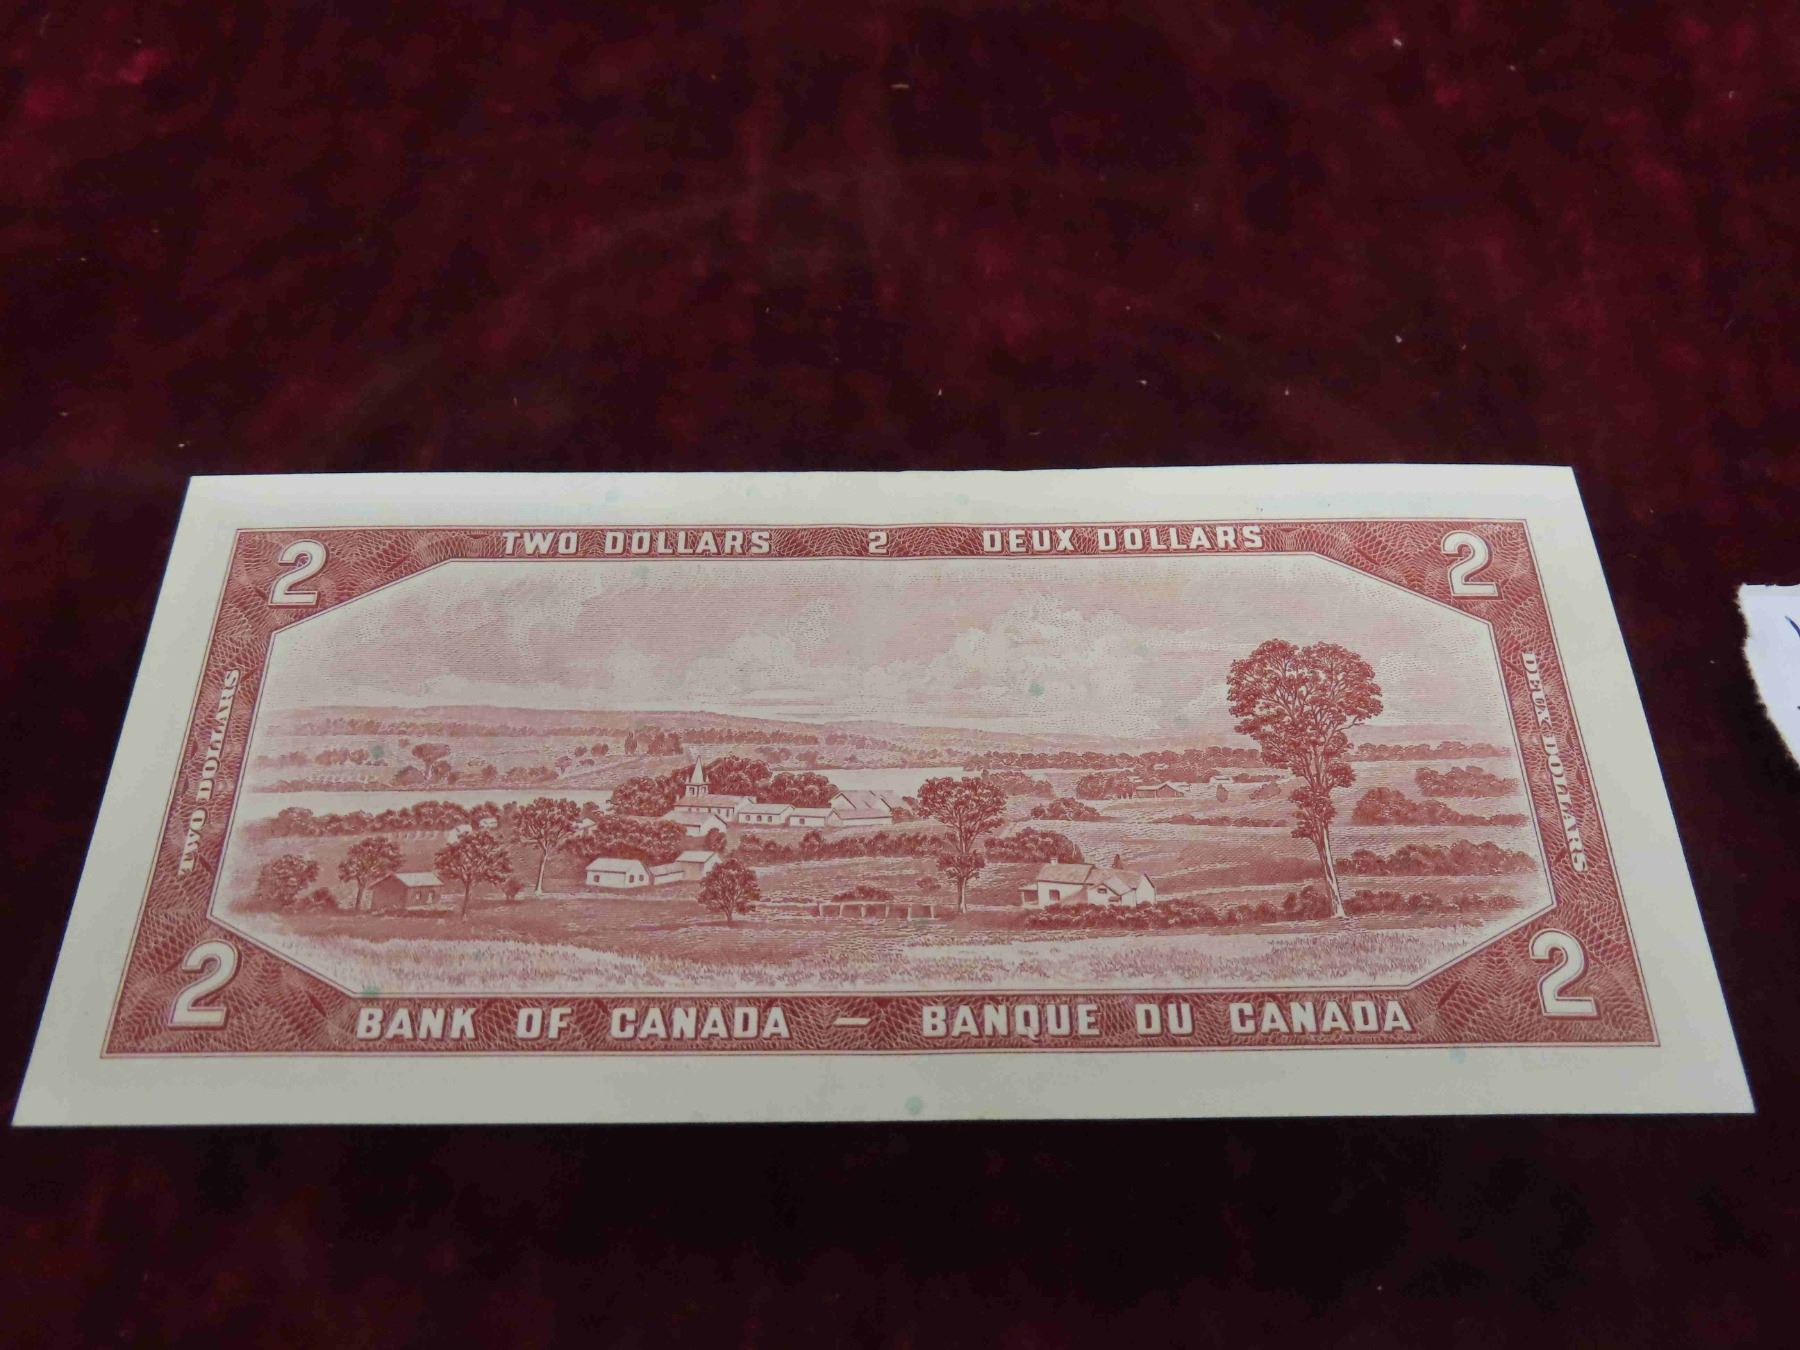 2 TWO DOLLARS 2 DEUX DOLLARS 2
TWO DOLLARS
DEUX DOLLARS
2 BANK OF CANADA — BANQUE DU CANADA 2